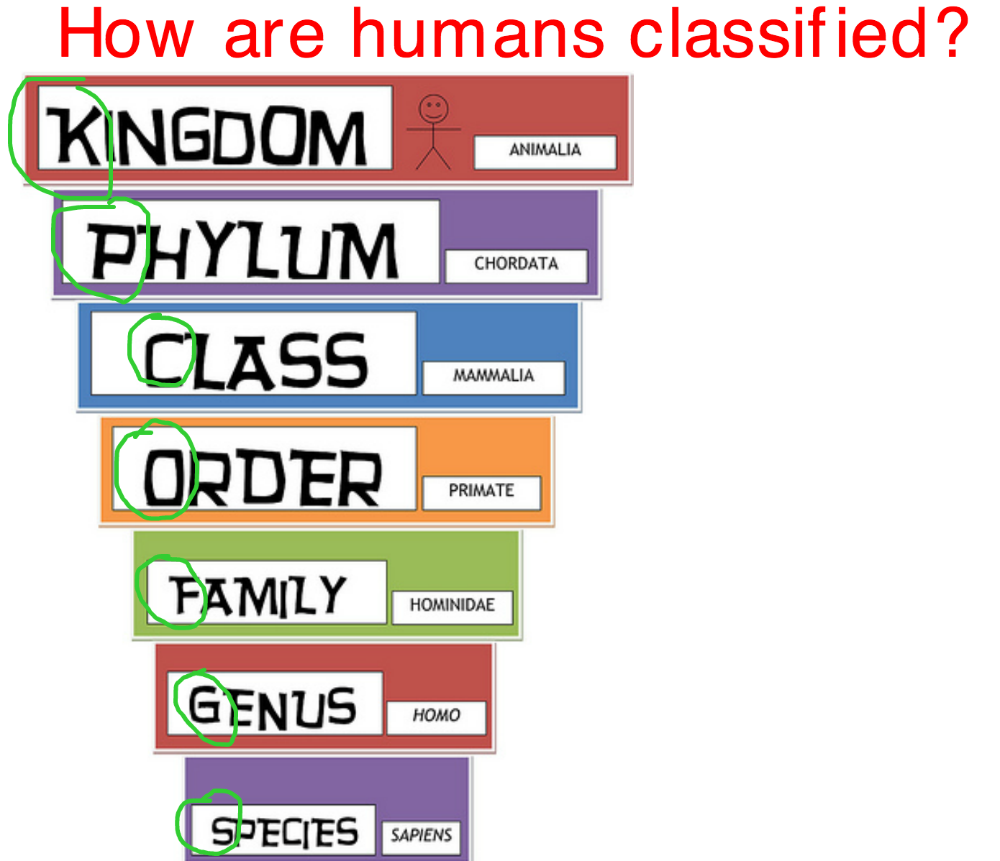 How are humans classified?
KINGDOM ANIMALIA
PHYLUM CHORDATA
CLASS MAMMALIA
ORDER PRIMATE
FAMILY HOMINIDAE
GENUS HOMO
SPECIES SAPIENS